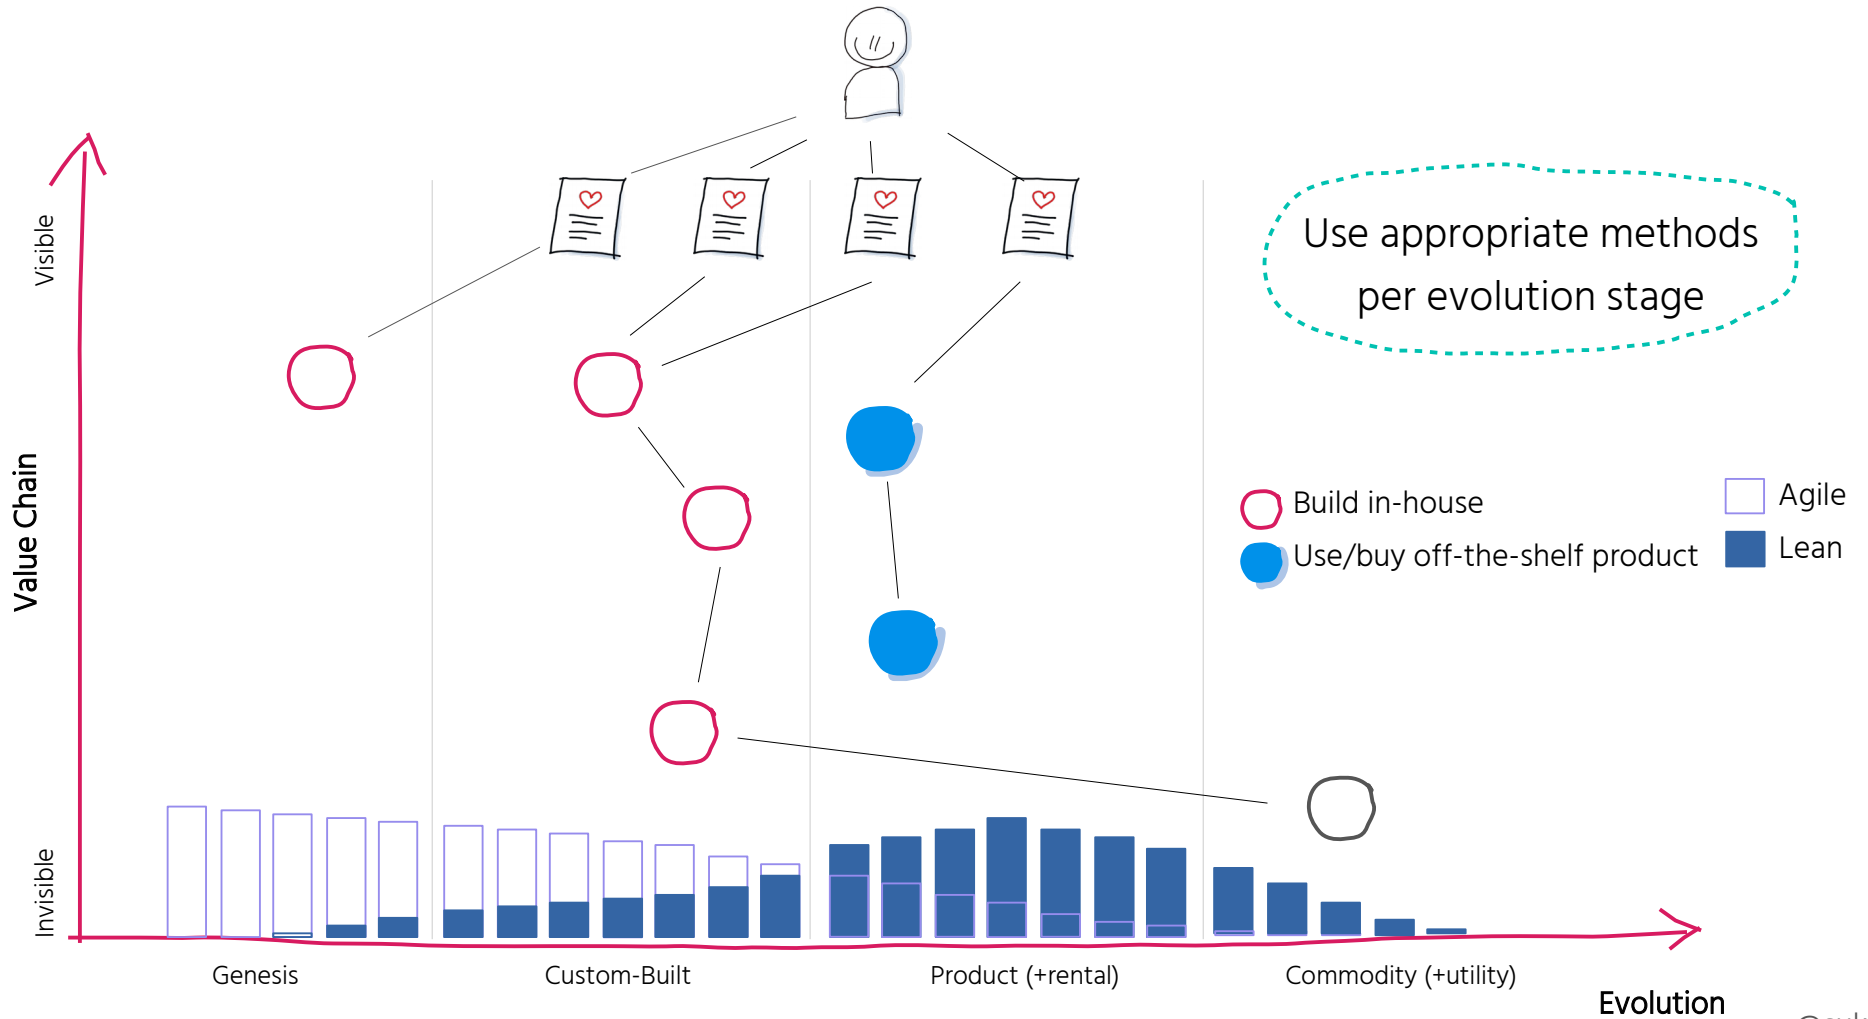 Use appropriate methods
per evolution stage
Visible
Value Chain
Invisible
Build in-house
Use/buy off-the-shelf product
Agile
Lean
Genesis
Custom-Built
Product (+rental)
Commodity (+utility)
Evolution